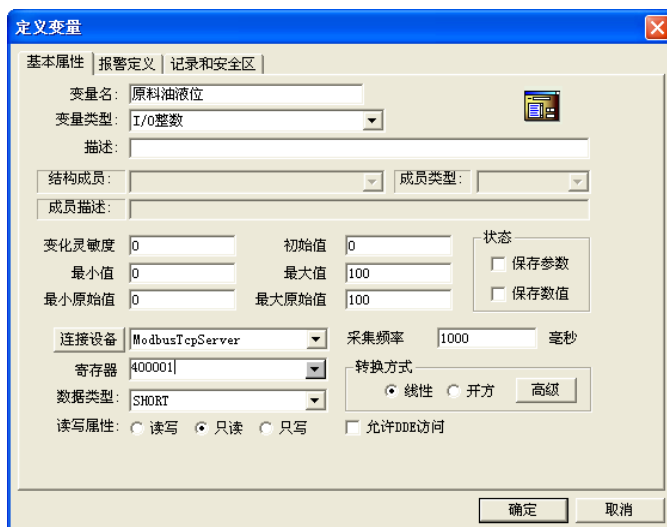 定义变量
基本属性 报警定义 记录和安全区
变量名: 原料油液位
变量类型: I/O整数
描述:
结构成员: 成员类型:
成员描述:
变化灵敏度 0 初始值 0 状态
最小值 0 最大值 100 保存参数
最小原始值 0 最大原始值 100 保存数值
连接设备 ModbusTcpServer 采集频率 1000 毫秒
寄存器 400001 转换方式
数据类型: SHORT 线性 开方 高级
读写属性: 读写 只读 只写 允许DDE访问
确定 取消